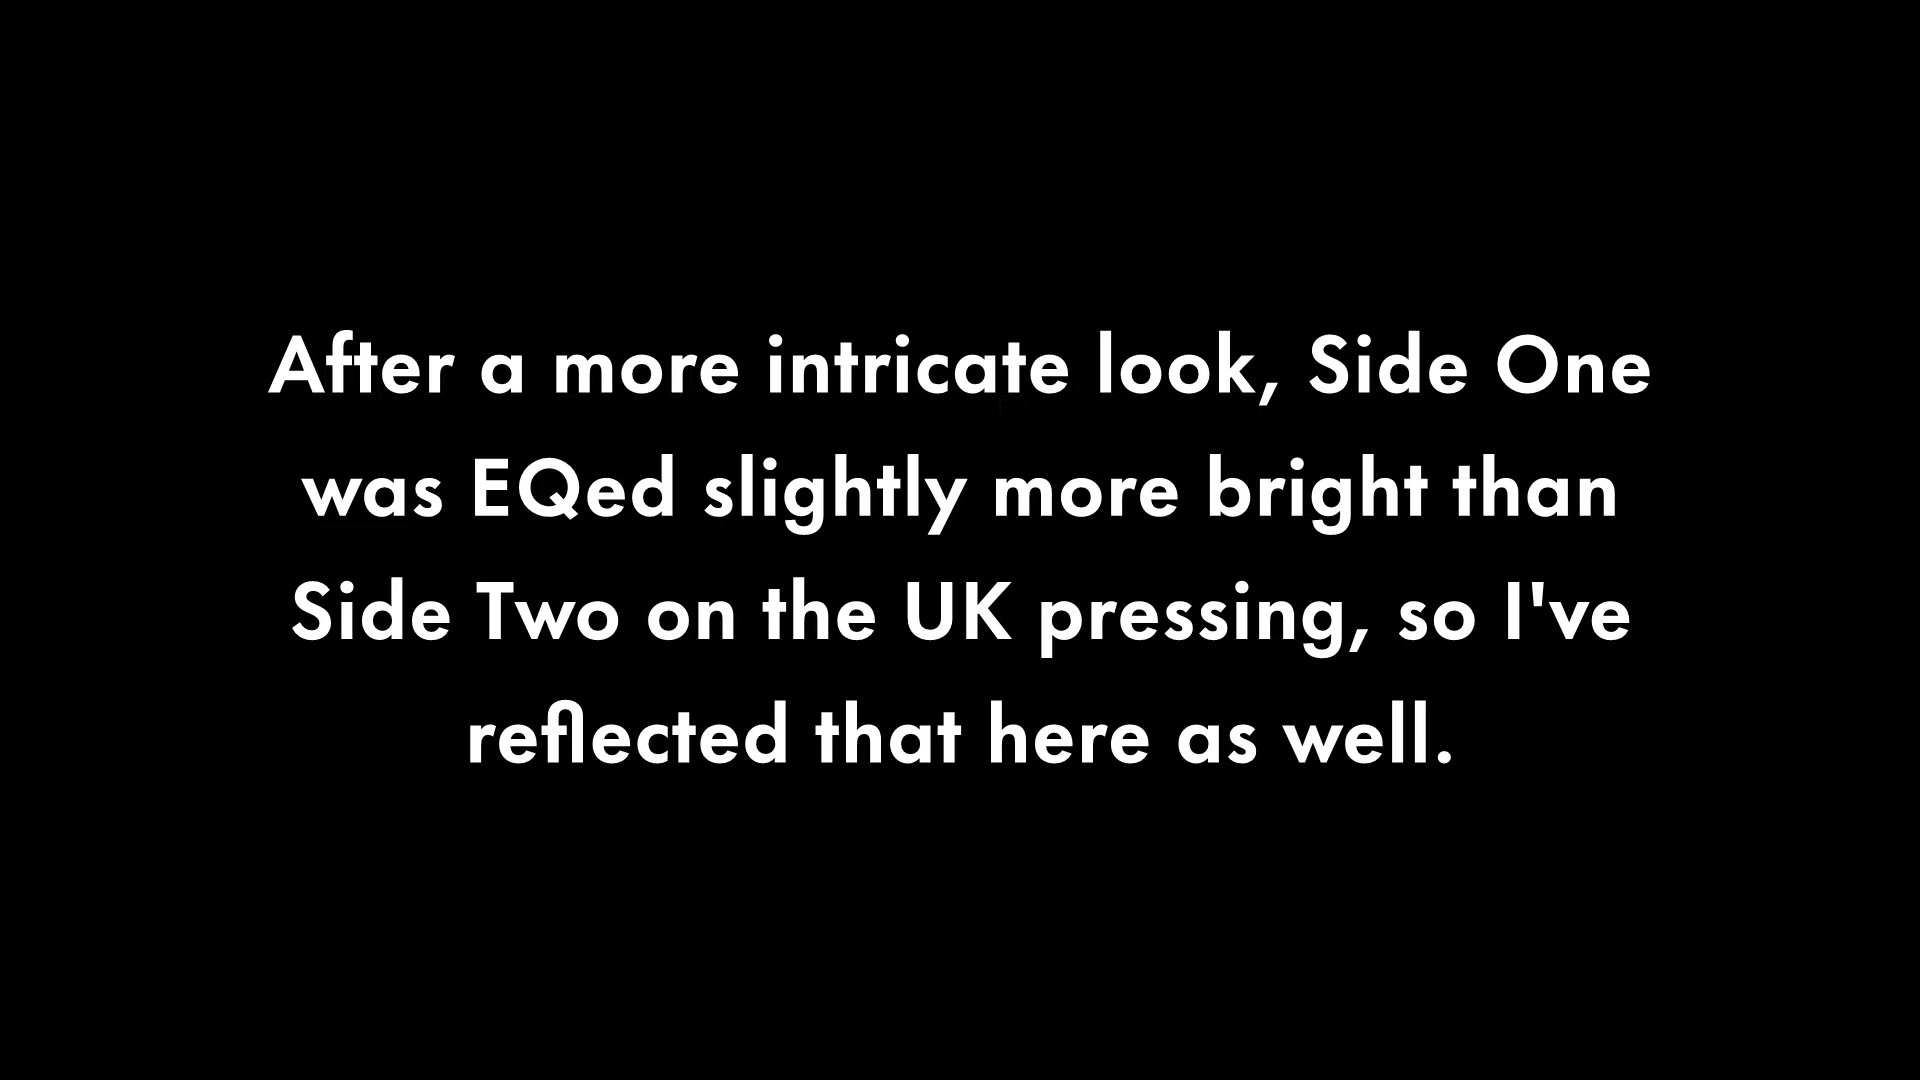 After a more intricate look, Side One
was EQed slightly more bright than
Side Two on the UK pressing, so I've
reflected that here as well.